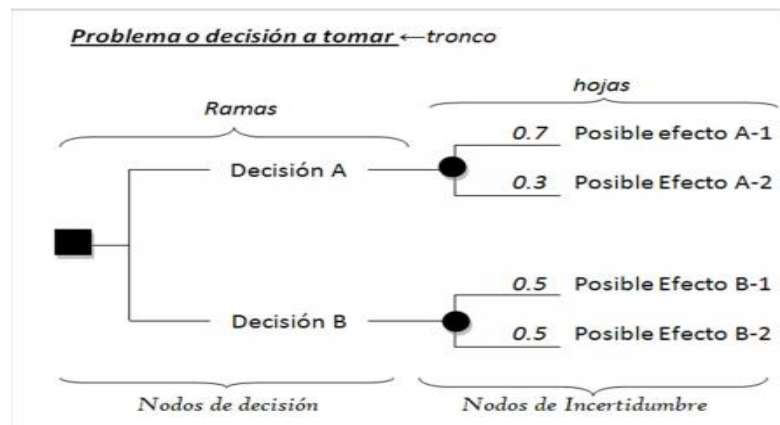 Problema o decisión a tomar ←tronco
hojas
Ramas
0.7 Posible efecto A-1
Decisión A
0.3 Posible Efecto A-2
0.5 Posible Efecto B-1
Decisión B
0.5 Posible Efecto B-2
Nodos de decisión
Nodos de Incertidumbre